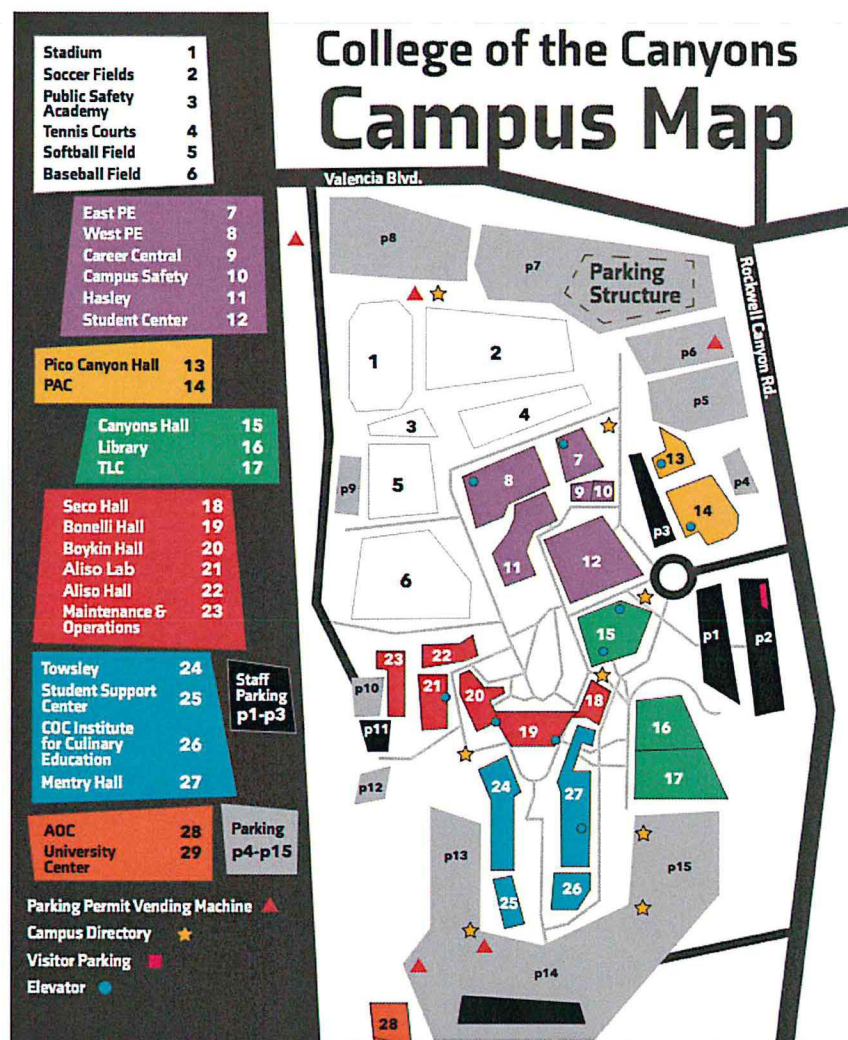 College of the Canyons
Campus Map
Stadium 1
Soccer Fields 2
Public Safety
Academy 3
Tennis Courts 4
Softball Field 5
Baseball Field 6
East PE 7
West PE 8
Career Central 9
Campus Safety 10
Hasley 11
Student Center 12
Pico Canyon Hall 13
PAC 14
Canyons Hall 15
Library 16
TLC 17
Seco Hall 18
Bonelli Hall 19
Boykin Hall 20
Aliso Lab 21
Aliso Hall 22
Maintenance & 23
Operations
Towsley 24
Student Support
Center 25
COC Institute
for Culinary 26
Education
Mentry Hall 27
Staff
Parking
p1-p3
AOC 28
University 29
Center
Parking
p4-p15
Parking Permit Vending Machine
Campus Directory
Visitor Parking
Elevator
Valencia Blvd.
Rockwell Canyon Rd.
p8
p7
Parking
Structure
p6
p5
1
2
3
4
5
6
p9
7
8
9
10
11
12
13
14
p4
p3
15
p1
p2
p10
23
22
21
20
18
19
16
17
p11
p12
24
27
p13
p15
25
26
p14
28